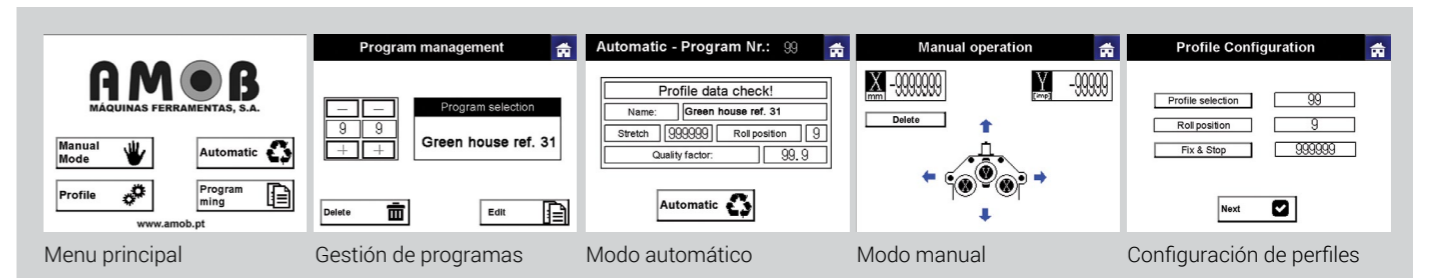 AMOB
MÁQUINAS FERRAMENTAS, S.A.
Manual
Mode
Automatic
Profile
Program
ming
www.amob.pt
Menu principal
Program management
— —
9 9
+ +
Program selection
Green house ref. 31
Delete
Edit
Gestión de programas
Automatic - Program Nr.: 99
Profile data check!
Name: Green house ref. 31
Stretch 999999 Roll position 9
Quality factor: 99.9
Automatic
Modo automático
Manual operation
X mm -9999999
Y [imp] -99999
Delete
X Y X
Modo manual
Profile Configuration
Profile selection 99
Roll position 9
Fix & Stop 999999
Next
Configuración de perfiles